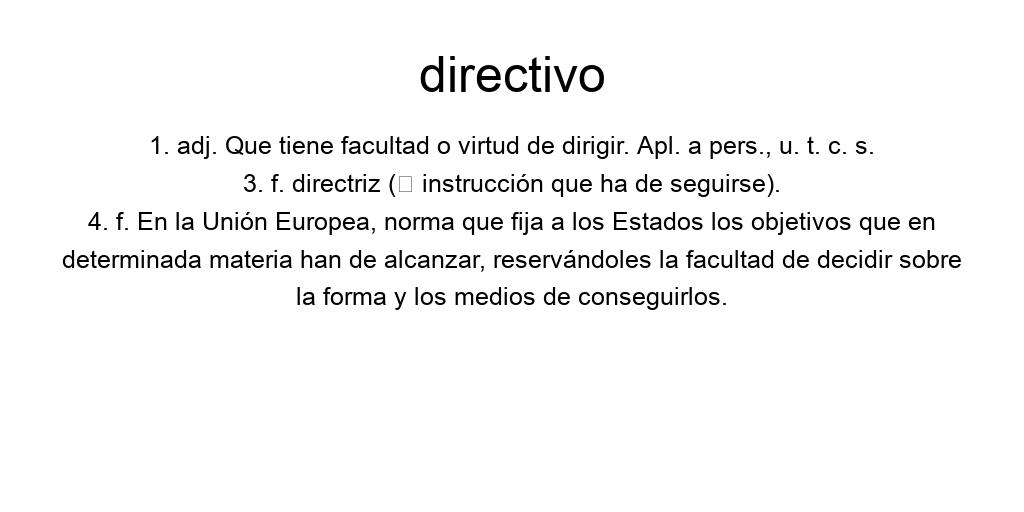 directivo
1. adj. Que tiene facultad o virtud de dirigir. Apl. a pers., u. t. c. s.
3. f. directriz (▯ instrucción que ha de seguirse).
4. f. En la Unión Europea, norma que fija a los Estados los objetivos que en
determinada materia han de alcanzar, reservándoles la facultad de decidir sobre
la forma y los medios de conseguirlos.